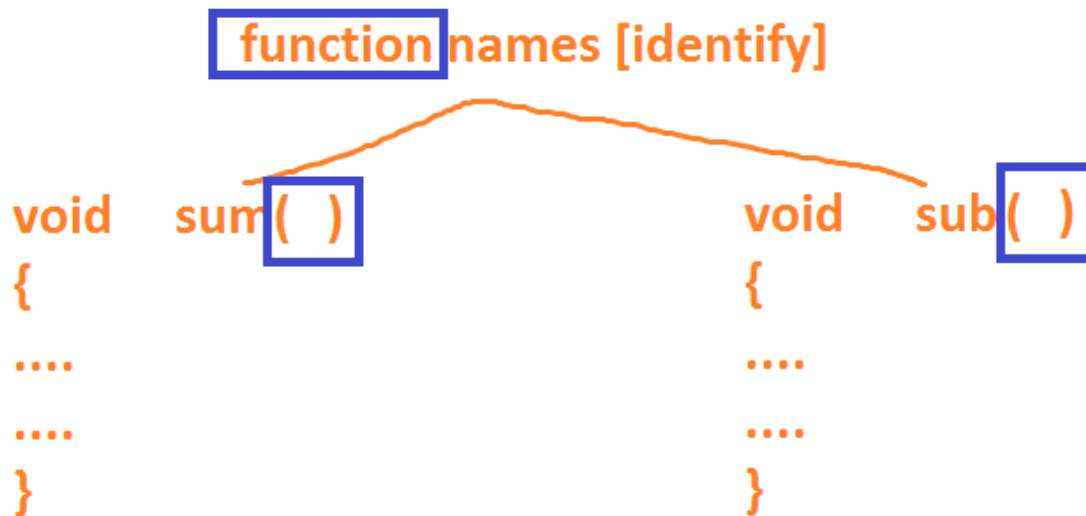 function names [identify]
void sum( ) void sub( )
{ {
.... ....
.... ....
} }